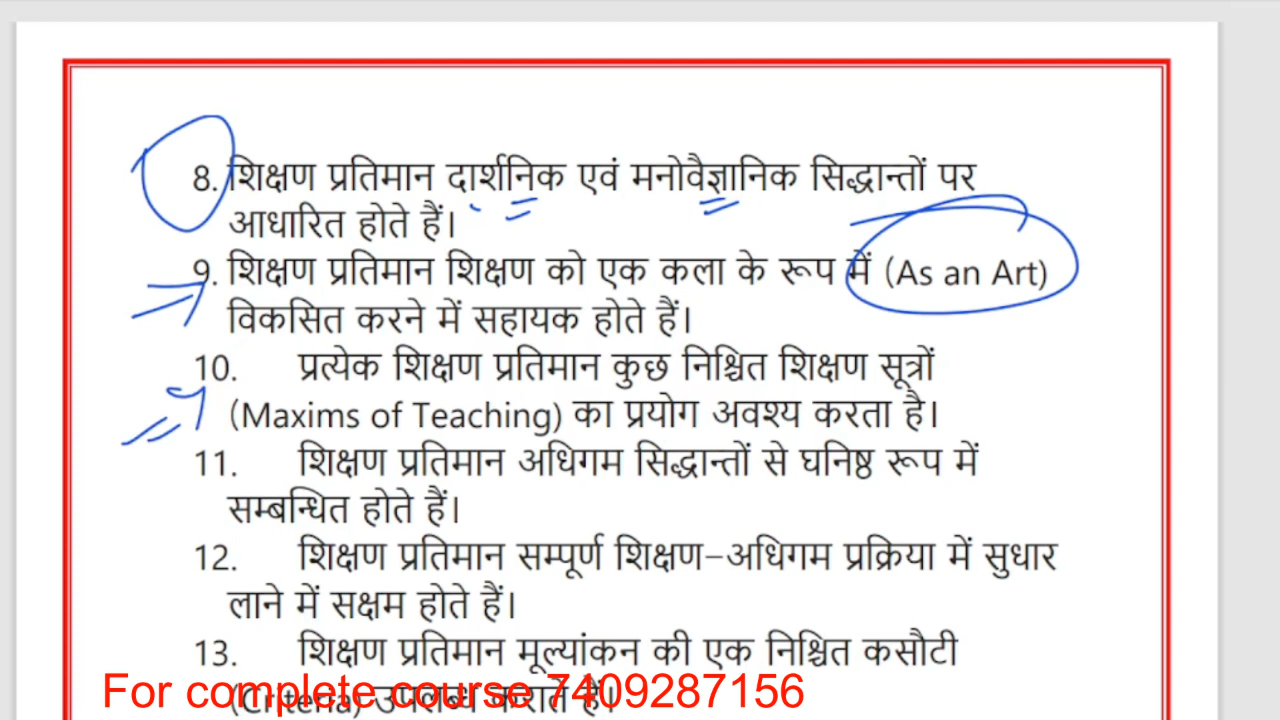 8. शिक्षण प्रतिमान दार्शनिक एवं मनोवैज्ञानिक सिद्धान्तों पर
आधारित होते हैं।
9. शिक्षण प्रतिमान शिक्षण को एक कला के रूप में (As an Art)
विकसित करने में सहायक होते हैं।
10. प्रत्येक शिक्षण प्रतिमान कुछ निश्चित शिक्षण सूत्रों
(Maxims of Teaching) का प्रयोग अवश्य करता है।
11. शिक्षण प्रतिमान अधिगम सिद्धान्तों से घनिष्ठ रूप में
सम्बन्धित होते हैं।
12. शिक्षण प्रतिमान सम्पूर्ण शिक्षण–अधिगम प्रक्रिया में सुधार
लाने में सक्षम होते हैं।
13. शिक्षण प्रतिमान मूल्यांकन की एक निश्चित कसौटी
(Criteria) उपलब्ध कराते हैं।
For complete course 7409287156